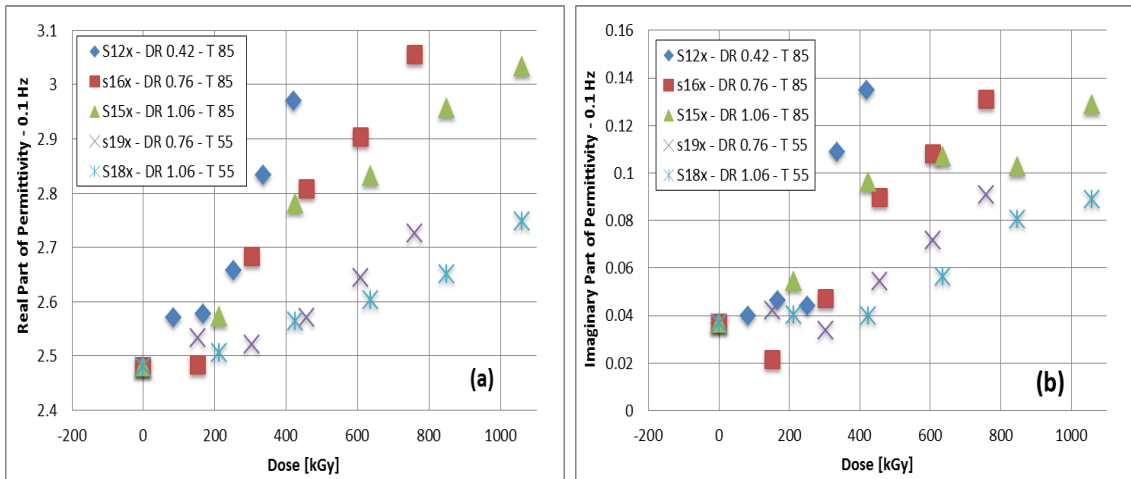 3.1
3
2.9
2.8
2.7
2.6
2.5
2.4
Real Part of Permittivity - 0.1 Hz
S12x - DR 0.42 - T 85
s16x - DR 0.76 - T 85
S15x - DR 1.06 - T 85
s19x - DR 0.76 - T 55
S18x - DR 1.06 - T 55
(a)
-200 0 200 400 600 800 1000
Dose [kGy]
0.16
0.14
0.12
0.1
0.08
0.06
0.04
0.02
0
Imaginary Part of Permittivity - 0.1 Hz
S12x - DR 0.42 - T 85
s16x - DR 0.76 - T 85
S15x - DR 1.06 - T 85
s19x - DR 0.76 - T 55
S18x - DR 1.06 - T 55
(b)
-200 0 200 400 600 800 1000
Dose [kGy]